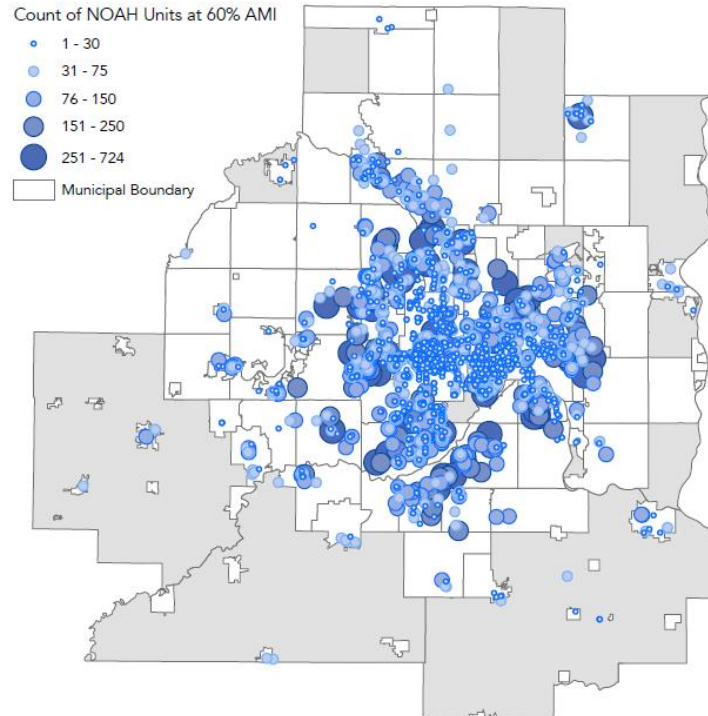 Count of NOAH Units at 60% AMI
1 - 30
31 - 75
76 - 150
151 - 250
251 - 724
Municipal Boundary